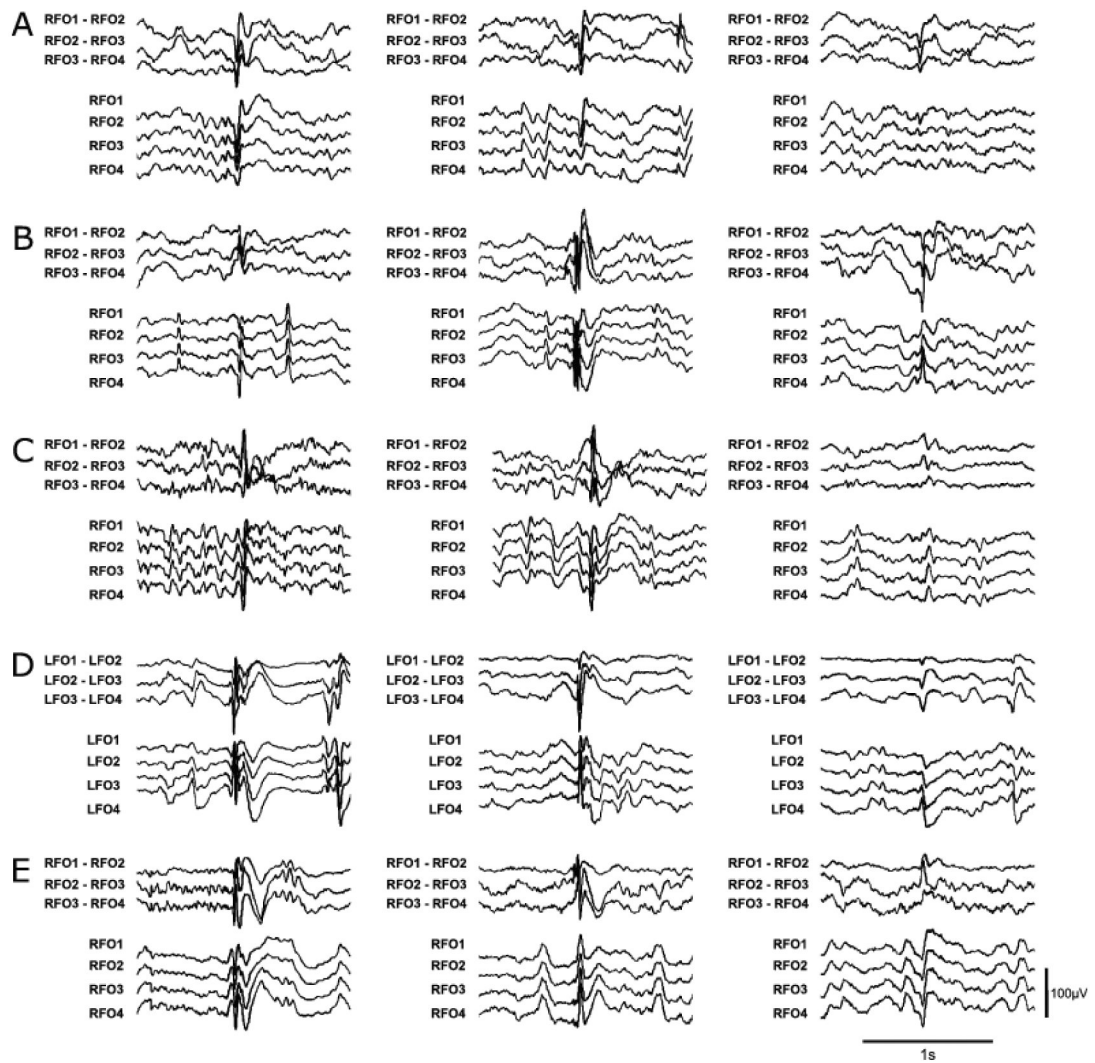 A
RFO1 - RFO2
RFO2 - RFO3
RFO3 - RFO4
RFO1
RFO2
RFO3
RFO4
RFO1 - RFO2
RFO2 - RFO3
RFO3 - RFO4
RFO1
RFO2
RFO3
RFO4
RFO1 - RFO2
RFO2 - RFO3
RFO3 - RFO4
RFO1
RFO2
RFO3
RFO4
B
RFO1 - RFO2
RFO2 - RFO3
RFO3 - RFO4
RFO1
RFO2
RFO3
RFO4
RFO1 - RFO2
RFO2 - RFO3
RFO3 - RFO4
RFO1
RFO2
RFO3
RFO4
RFO1 - RFO2
RFO2 - RFO3
RFO3 - RFO4
RFO1
RFO2
RFO3
RFO4
C
RFO1 - RFO2
RFO2 - RFO3
RFO3 - RFO4
RFO1
RFO2
RFO3
RFO4
RFO1 - RFO2
RFO2 - RFO3
RFO3 - RFO4
RFO1
RFO2
RFO3
RFO4
RFO1 - RFO2
RFO2 - RFO3
RFO3 - RFO4
RFO1
RFO2
RFO3
RFO4
D
LFO1 - LFO2
LFO2 - LFO3
LFO3 - LFO4
LFO1
LFO2
LFO3
LFO4
LFO1 - LFO2
LFO2 - LFO3
LFO3 - LFO4
LFO1
LFO2
LFO3
LFO4
LFO1 - LFO2
LFO2 - LFO3
LFO3 - LFO4
LFO1
LFO2
LFO3
LFO4
E
RFO1 - RFO2
RFO2 - RFO3
RFO3 - RFO4
RFO1
RFO2
RFO3
RFO4
RFO1 - RFO2
RFO2 - RFO3
RFO3 - RFO4
RFO1
RFO2
RFO3
RFO4
RFO1 - RFO2
RFO2 - RFO3
RFO3 - RFO4
RFO1
RFO2
RFO3
RFO4
100µV
1s